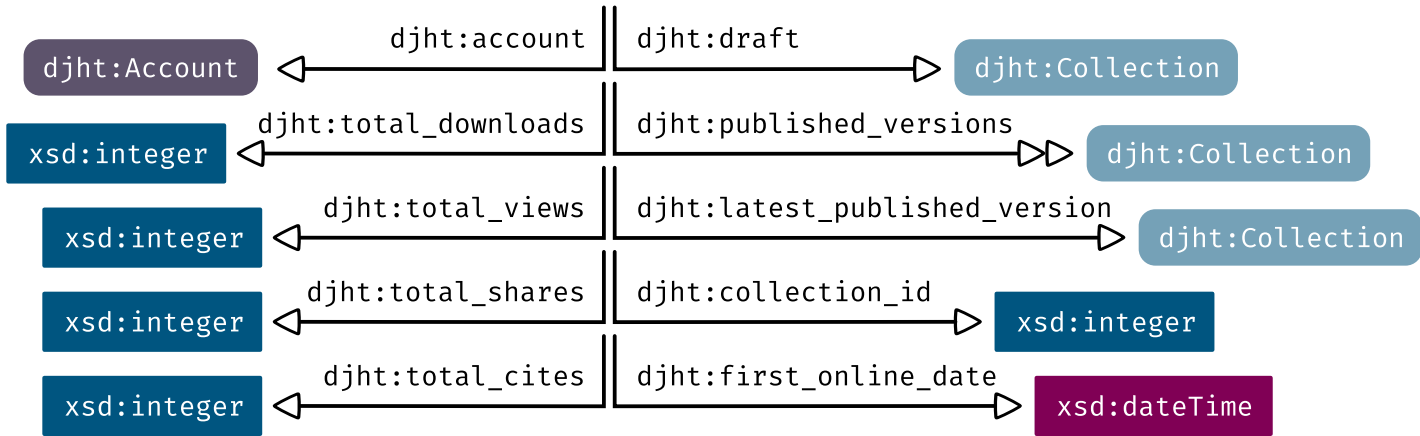 djht:account djht:draft
djht:Account djht:Collection
djht:total_downloads djht:published_versions
xsd:integer djht:Collection
djht:total_views djht:latest_published_version
xsd:integer djht:Collection
djht:total_shares djht:collection_id
xsd:integer xsd:integer
djht:total_cites djht:first_online_date
xsd:integer xsd:dateTime